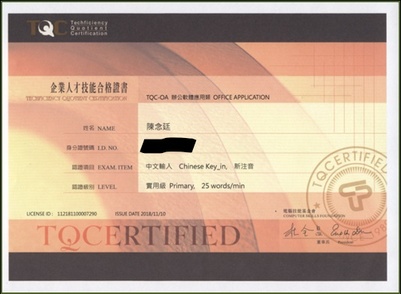 TQC Techficiency
Quotient
Certification
企業人才技能合格證書
TECHFICIENCY QUOTIENT CERTIFICATE
TQC-OA 辦公軟體應用類 OFFICE APPLICATION
姓名 NAME 陳念廷
身分證號碼 I.D. NO.
認證項目 EXAM ITEM 中文輸入 Chinese Key_in, 新注音
認證級別 LEVEL 實用級 Primary, 25 words/min
LICENSE ID : 112181100007290 ISSUE DATE 2018/11/10
電腦技能基金會
COMPUTER SKILLS FOUNDATION
董事長 President
TQCERTIFIED
TQCERTIFIED